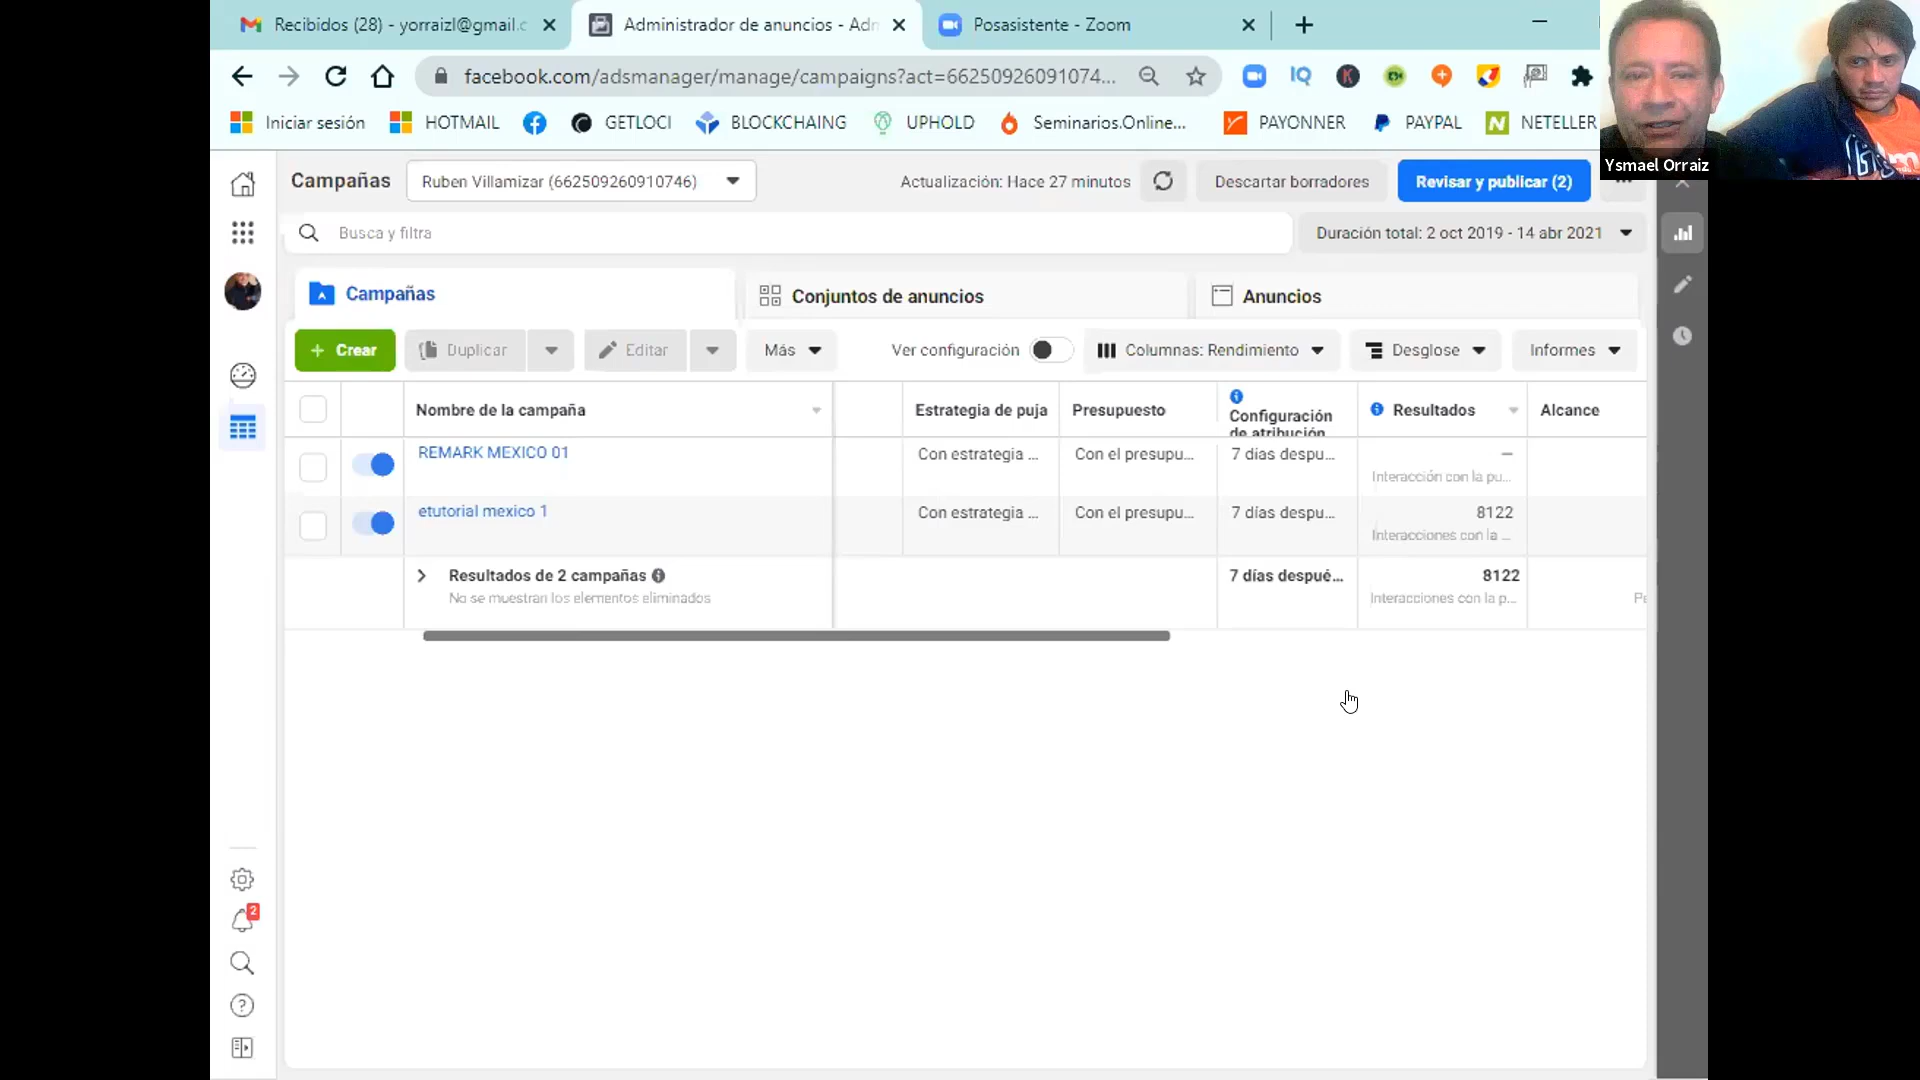 Recibidos (28) - yorraizl@gmail.c
Administrador de anuncios - Adm
Posasistente - Zoom
facebook.com/adsmanager/manage/campaigns?act=66250926091074...
IQ
Iniciar sesión
HOTMAIL
GETLOCI
BLOCKCHAING
UPHOLD
Seminarios.Online...
PAYONNER
PAYPAL
NETELLER
Ysmael Orraiz
Campañas
Ruben Villamizar (662509260910746)
Actualización: Hace 27 minutos
Descartar borradores
Revisar y publicar (2)
Busca y filtra
Duración total: 2 oct 2019 - 14 abr 2021
Campañas
Conjuntos de anuncios
Anuncios
+ Crear
Duplicar
Editar
Más
Ver configuración
Columnas: Rendimiento
Desglose
Informes
Nombre de la campaña
Estrategia de puja
Presupuesto
Configuración
de atribución
Resultados
Alcance
REMARK MEXICO 01
Con estrategia ...
Con el presupu...
7 días despu...
—
Interacción con la pu...
etutorial mexico 1
Con estrategia ...
Con el presupu...
7 días despu...
8122
Interacciones con la ...
Resultados de 2 campañas
7 días despué...
8122
No se muestran los elementos eliminados
Interacciones con la p...
Pe
2